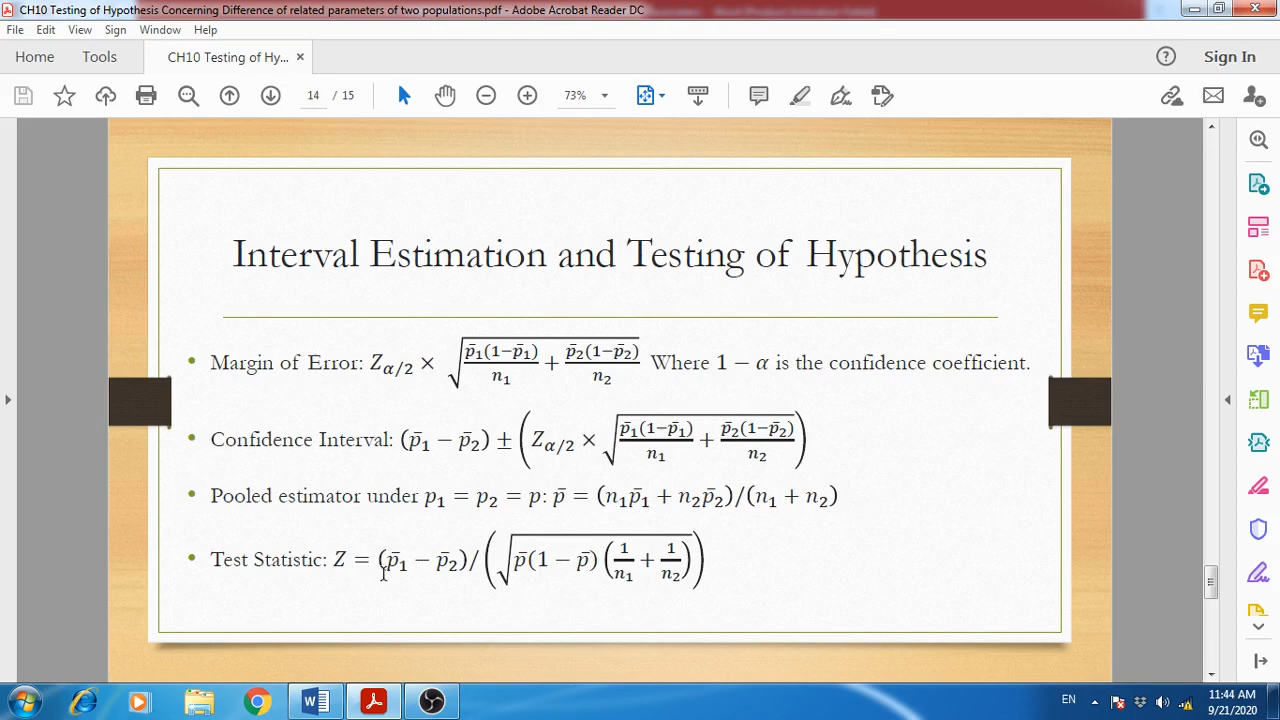 CH10 Testing of Hypothesis Concerning Difference of related parameters of two populations.pdf - Adobe Acrobat Reader DC
File Edit View Sign Window Help
Home Tools CH10 Testing of Hy... × Sign In
14 / 15 73%
Interval Estimation and Testing of Hypothesis
• Margin of Error: Z_{α/2} × √(p̄₁(1−p̄₁)/n₁ + p̄₂(1−p̄₂)/n₂) Where 1 − α is the confidence coefficient.
• Confidence Interval: (p̄₁ − p̄₂) ± (Z_{α/2} × √(p̄₁(1−p̄₁)/n₁ + p̄₂(1−p̄₂)/n₂))
• Pooled estimator under p₁ = p₂ = p: p̄ = (n₁p̄₁ + n₂p̄₂)/(n₁ + n₂)
• Test Statistic: Z = (p̄₁ − p̄₂)/(√(p̄(1 − p̄)(1/n₁ + 1/n₂)))
EN 11:44 AM
9/21/2020